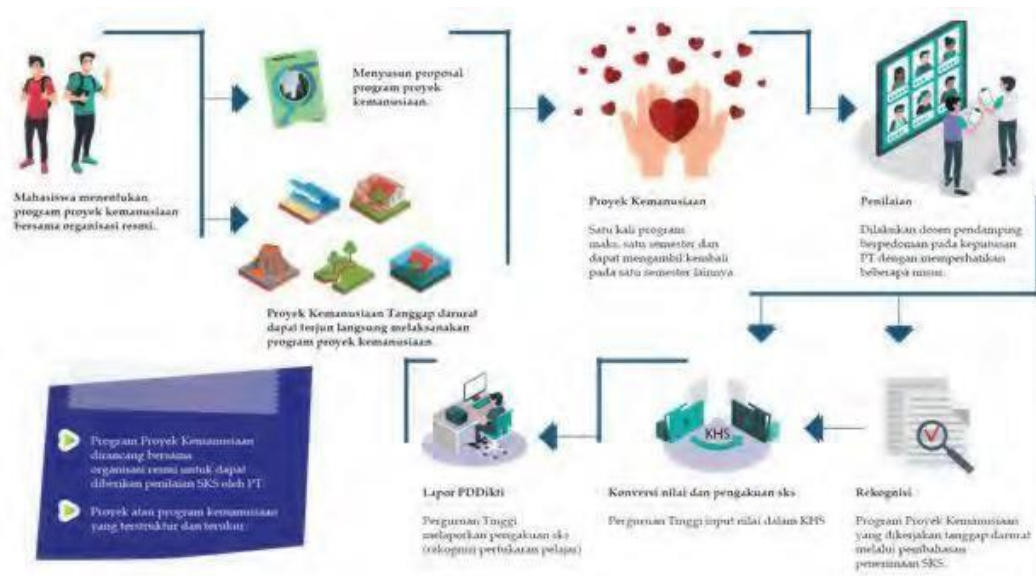 Menyusun proposal
program proyek
kemanusiaan.
Mahasiswa menentukan
program proyek kemanusiaan
bersama organisasi resmi.
Proyek Kemanusiaan Tanggap darurat
dapat terjun langsung melaksanakan
program proyek kemanusiaan.
Proyek Kemanusiaan
Satu kali program
maks. satu semester dan
dapat mengambil kembali
pada satu semester lainnya
Penilaian
Dilakukan dosen pendamping
berpedoman pada keputusan
PT dengan memperhatikan
beberapa unsur.
Program Proyek Kemanusiaan
dirancang bersama
organisasi resmi untuk dapat
diberikan penilaian SKS oleh PT
Proyek atau program kemanusiaan
yang terstruktur dan terukur
Lapor PDDikti
Perguruan Tinggi
melaporkan pengakuan sks
(rekognisi pertukaran pelajar)
KHS
Konversi nilai dan pengakuan sks
Perguruan Tinggi input nilai dalam KHS
Rekognisi
Program Proyek Kemanusiaan
yang dikerjakan tanggap darurat
melalui pembahasan
penerimaan SKS.